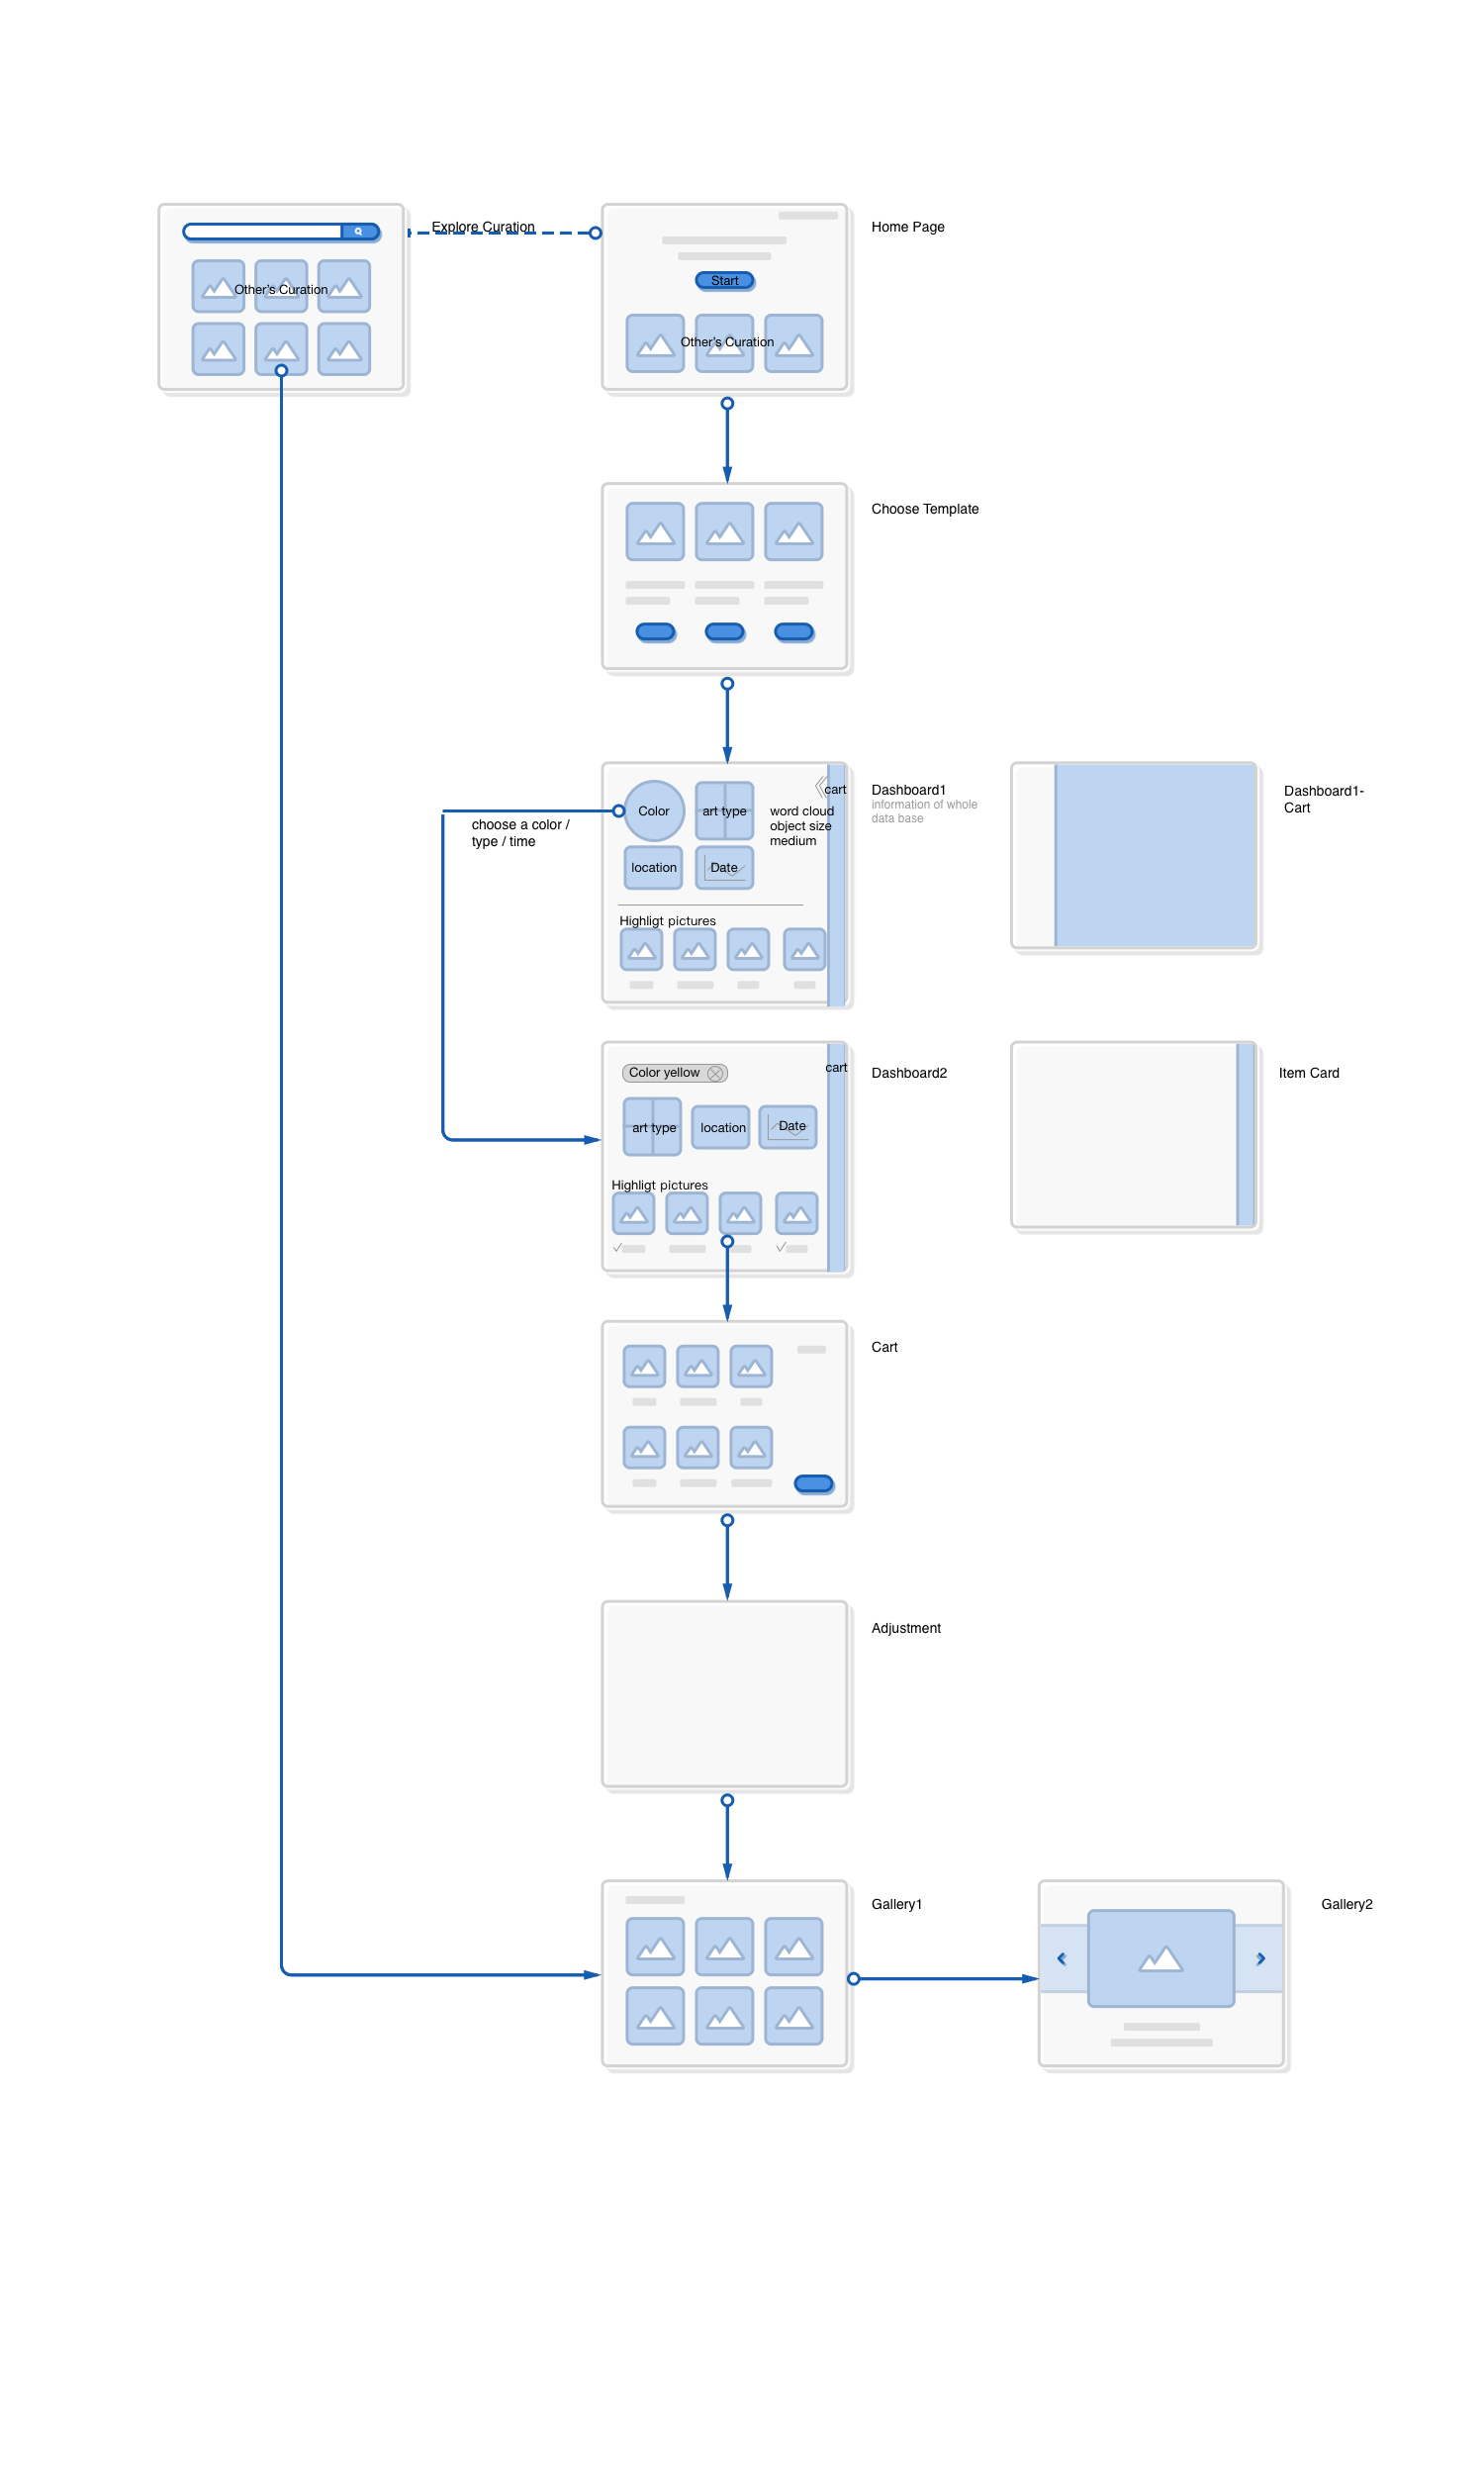 Explore Curation
Home Page
Start
Other's Curation
Other's Curation
Choose Template
cart
Dashboard1
information of whole
data base
Dashboard1-
Cart
Color
art type
word cloud
object size
medium
choose a color /
type / time
location
Date
Highligt pictures
cart
Dashboard2
Item Card
Color yellow
art type
location
Date
Highligt pictures
Cart
Adjustment
Gallery1
Gallery2